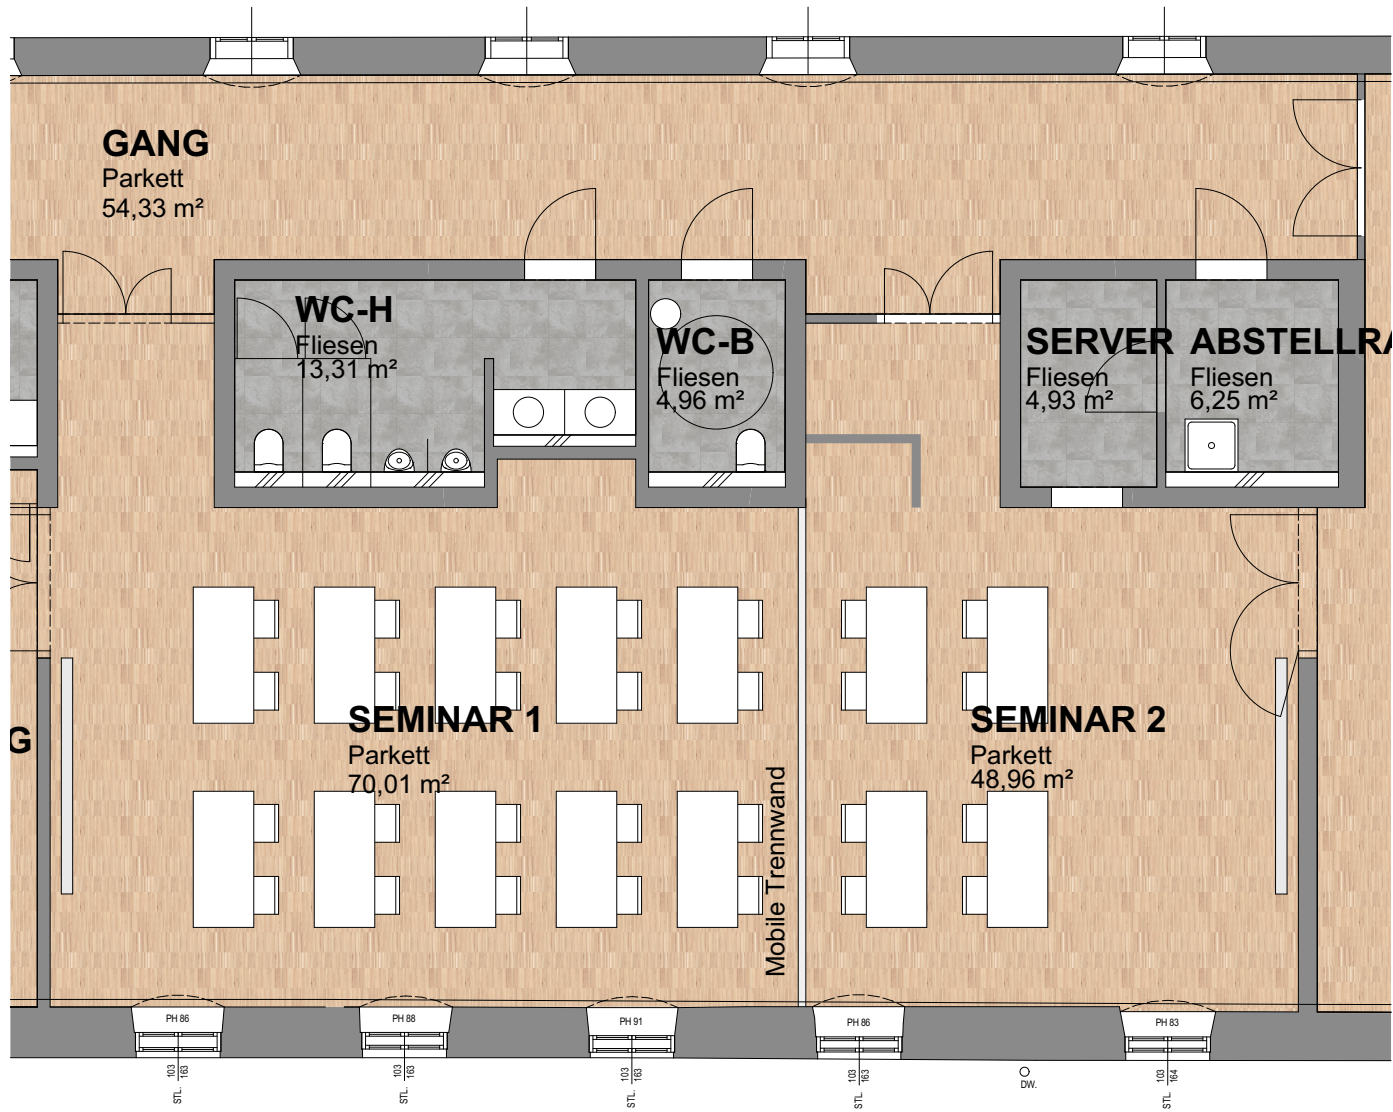 GANG
Parkett
54,33 m²
WC-H
Fliesen
13,31 m²
WC-B
Fliesen
4,96 m²
SERVER
Fliesen
4,93 m²
ABSTELLRA
Fliesen
6,25 m²
G
SEMINAR 1
Parkett
70,01 m²
Mobile Trennwand
SEMINAR 2
Parkett
48,96 m²
PH 86
PH 88
PH 91
PH 86
PH 83
STL. 103 163
STL. 103 163
STL. 103 163
STL 103 163
DW.
STL 103 164